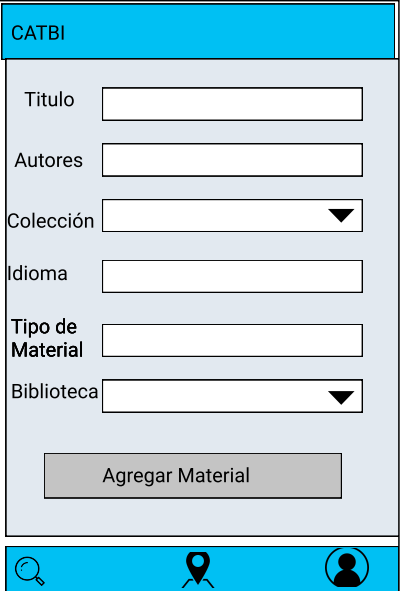 CATBI
Titulo
Autores
Colección
Idioma
Tipo de
Material
Biblioteca
Agregar Material